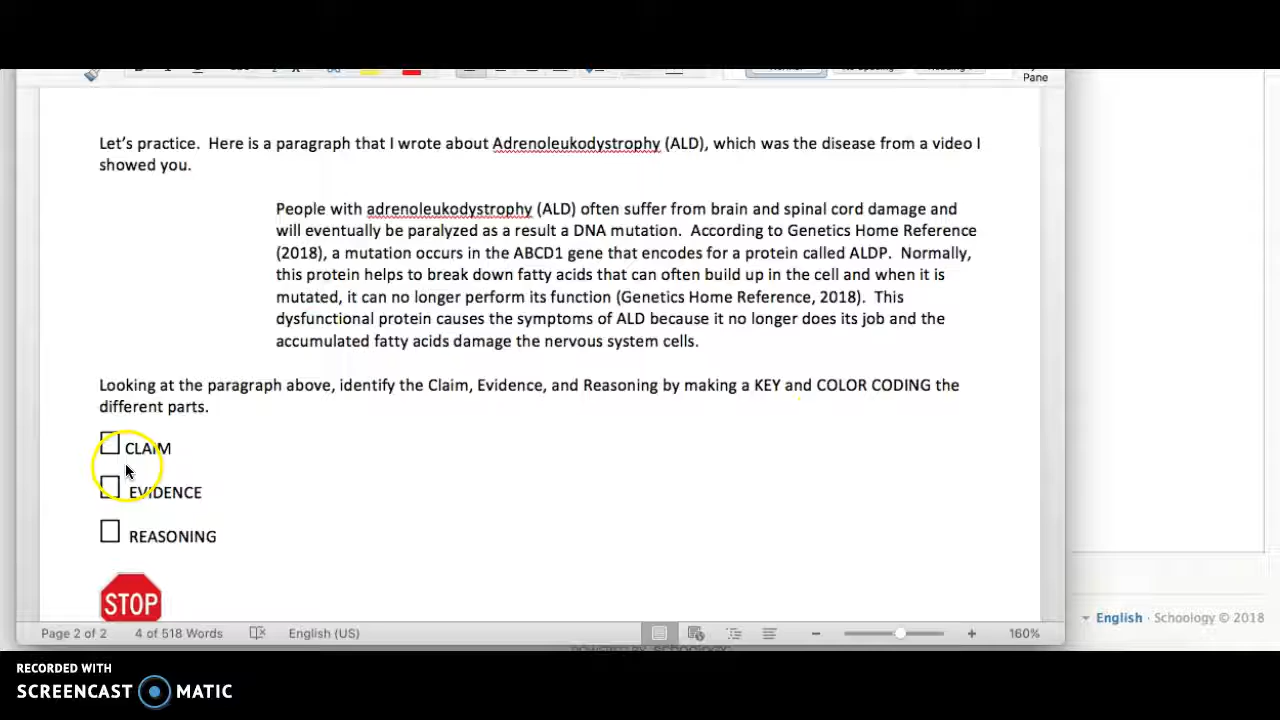 Pane
Let's practice.  Here is a paragraph that I wrote about Adrenoleukodystrophy (ALD), which was the disease from a video I
showed you.
People with adrenoleukodystrophy (ALD) often suffer from brain and spinal cord damage and
will eventually be paralyzed as a result a DNA mutation.  According to Genetics Home Reference
(2018), a mutation occurs in the ABCD1 gene that encodes for a protein called ALDP.  Normally,
this protein helps to break down fatty acids that can often build up in the cell and when it is
mutated, it can no longer perform its function (Genetics Home Reference, 2018).  This
dysfunctional protein causes the symptoms of ALD because it no longer does its job and the
accumulated fatty acids damage the nervous system cells.
Looking at the paragraph above, identify the Claim, Evidence, and Reasoning by making a KEY and COLOR CODING the
different parts.
CLAIM
EVIDENCE
REASONING
STOP
Page 2 of 2 4 of 518 Words English (US) 160%
English · Schoology © 2018
RECORDED WITH
SCREENCAST MATIC